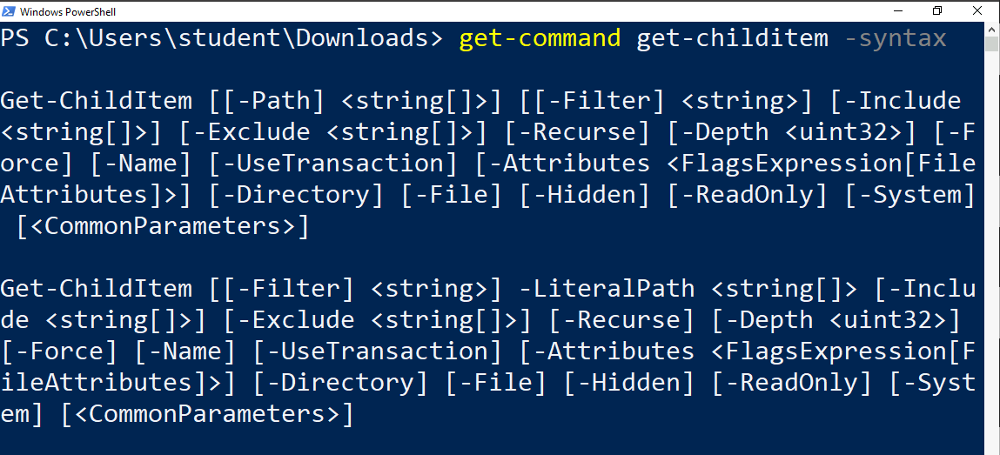 Windows PowerShell
PS C:\Users\student\Downloads> get-command get-childitem -syntax
Get-ChildItem [[-Path] <string[]>] [[-Filter] <string>] [-Include
<string[]>] [-Exclude <string[]>] [-Recurse] [-Depth <uint32>] [-F
orce] [-Name] [-UseTransaction] [-Attributes <FlagsExpression[File
Attributes]>] [-Directory] [-File] [-Hidden] [-ReadOnly] [-System]
[<CommonParameters>]
Get-ChildItem [[-Filter] <string>] -LiteralPath <string[]> [-Inclu
de <string[]>] [-Exclude <string[]>] [-Recurse] [-Depth <uint32>]
[-Force] [-Name] [-UseTransaction] [-Attributes <FlagsExpression[F
ileAttributes]>] [-Directory] [-File] [-Hidden] [-ReadOnly] [-Syst
em] [<CommonParameters>]